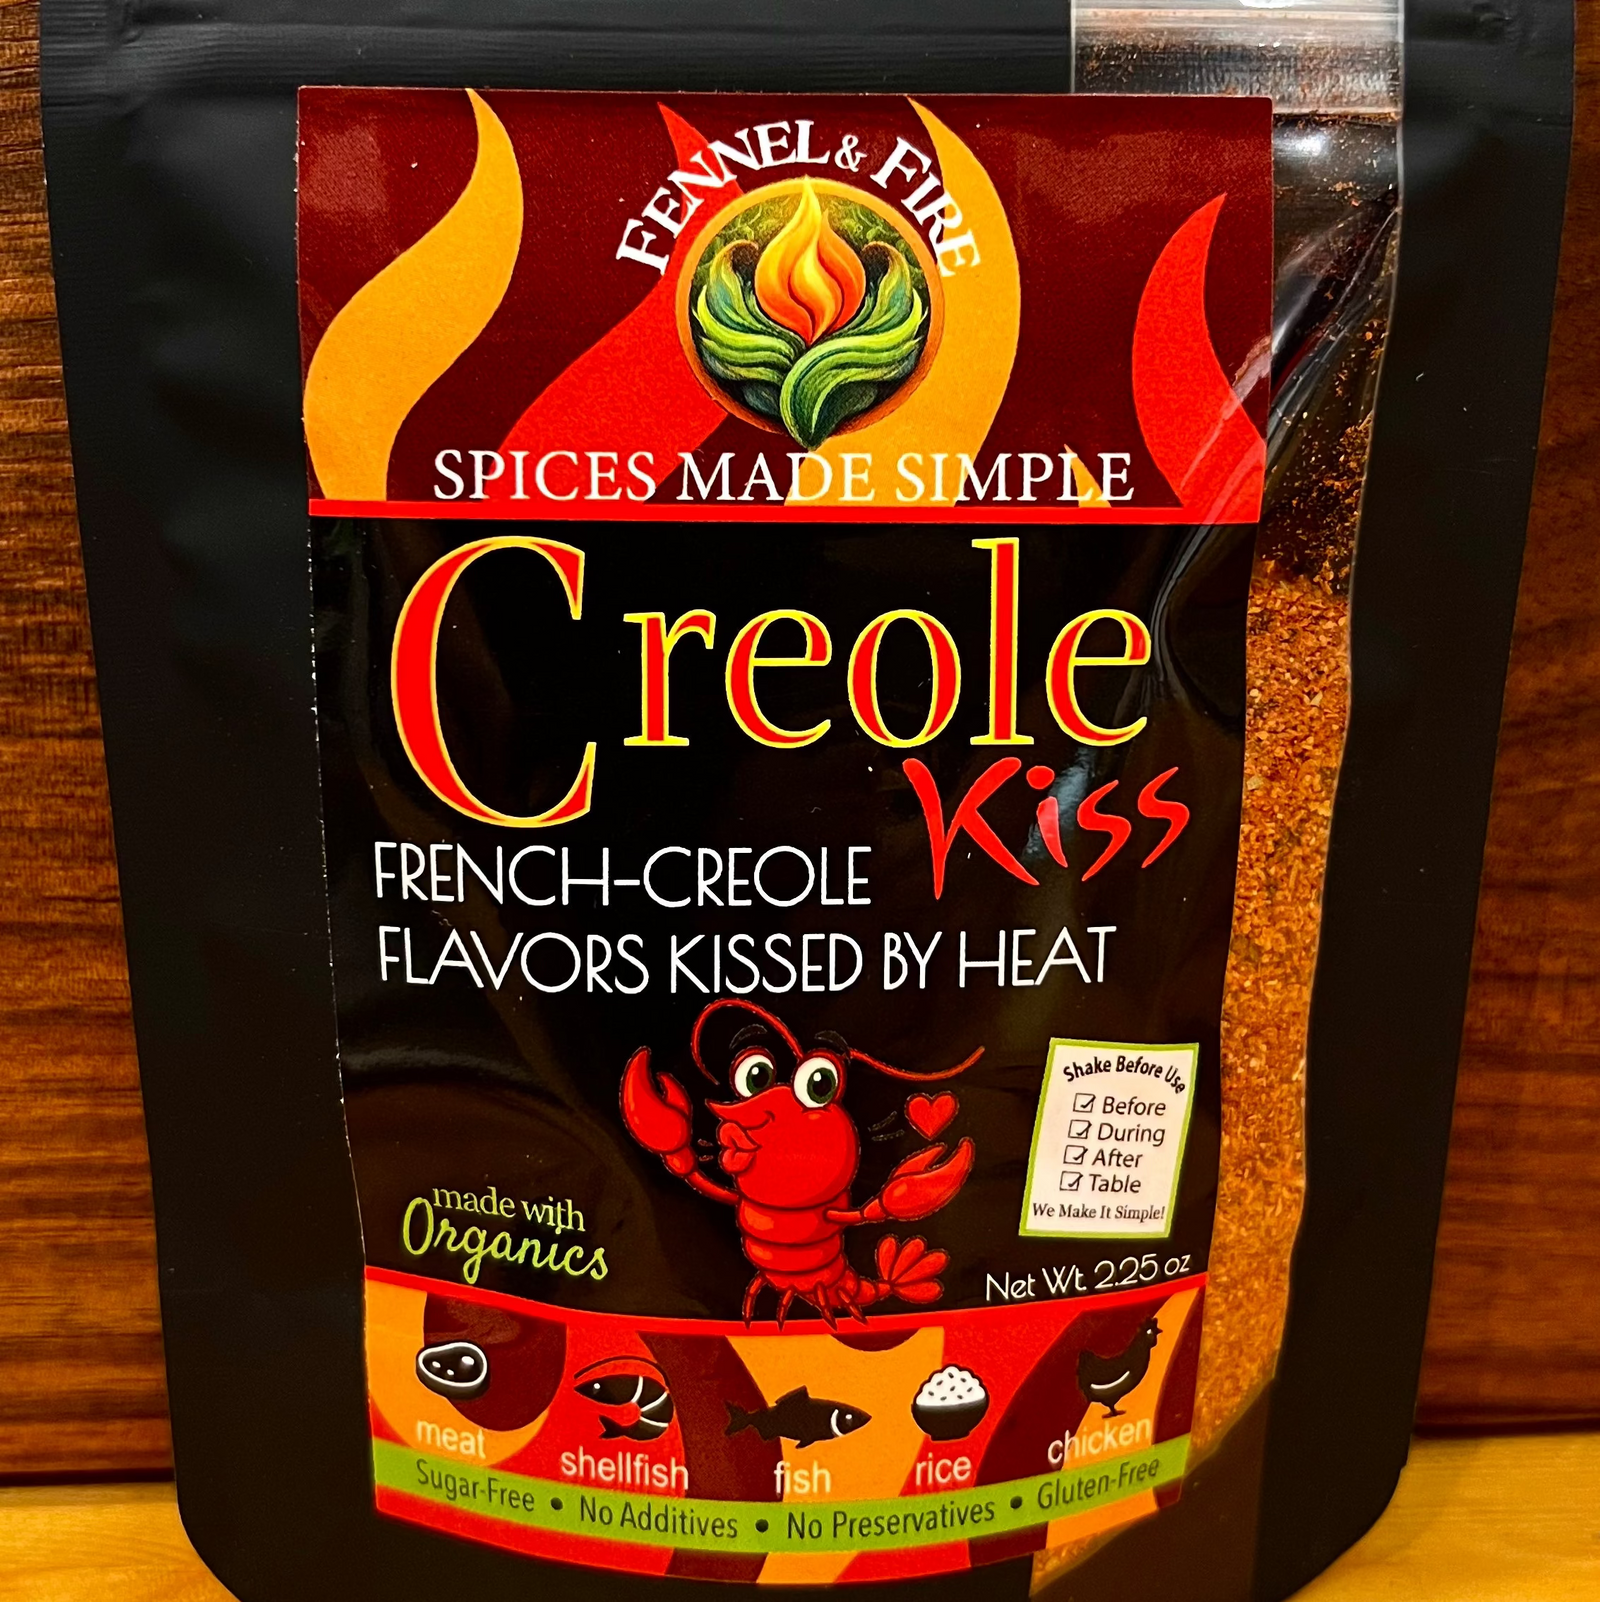 FENNEL & FIRE
SPICES MADE SIMPLE
Creole
Kiss
FRENCH-CREOLE
FLAVORS KISSED BY HEAT
Shake Before Use
Before
During
After
Table
We Make It Simple!
made with
Organics
Net Wt. 2.25 oz
meat
shellfish
fish
rice
chicken
Sugar-Free • No Additives • No Preservatives • Gluten-Free